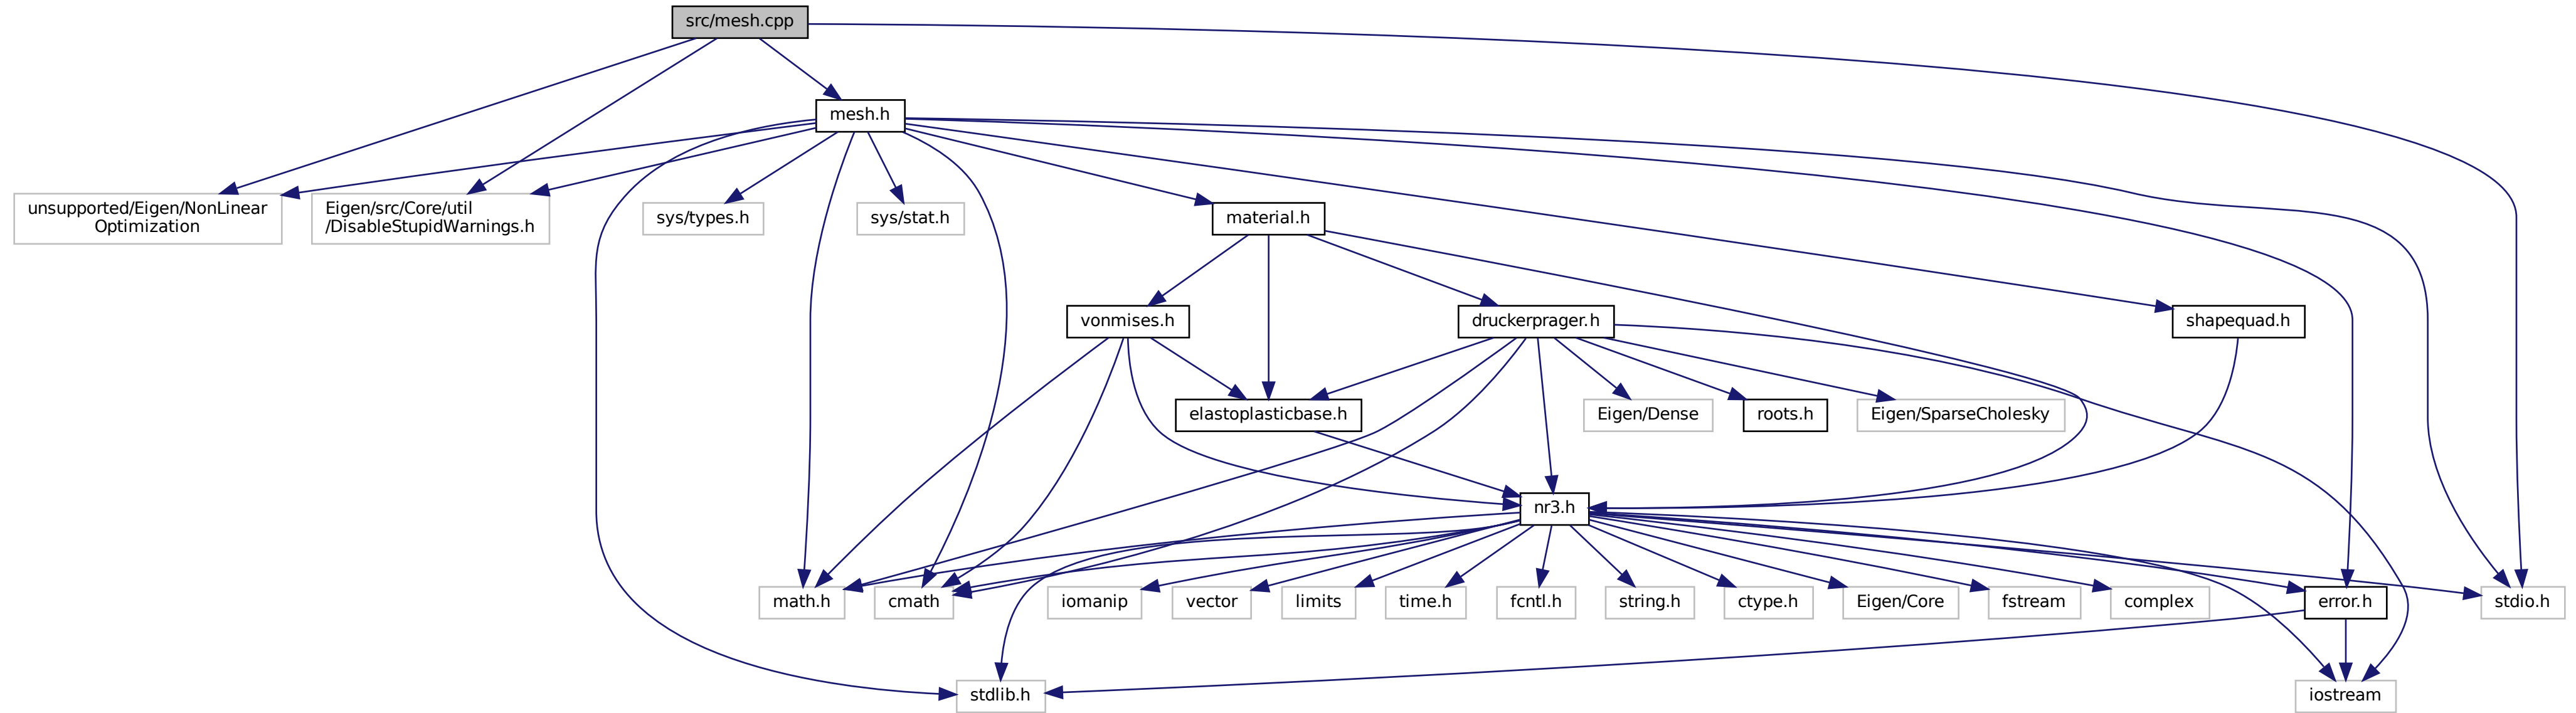 src/mesh.cpp
mesh.h
unsupported/Eigen/NonLinear
Optimization
Eigen/src/Core/util
/DisableStupidWarnings.h
sys/types.h
sys/stat.h
material.h
vonmises.h
druckerprager.h
shapequad.h
elastoplasticbase.h
Eigen/Dense
roots.h
Eigen/SparseCholesky
nr3.h
math.h
cmath
iomanip
vector
limits
time.h
fcntl.h
string.h
ctype.h
Eigen/Core
fstream
complex
error.h
stdio.h
stdlib.h
iostream